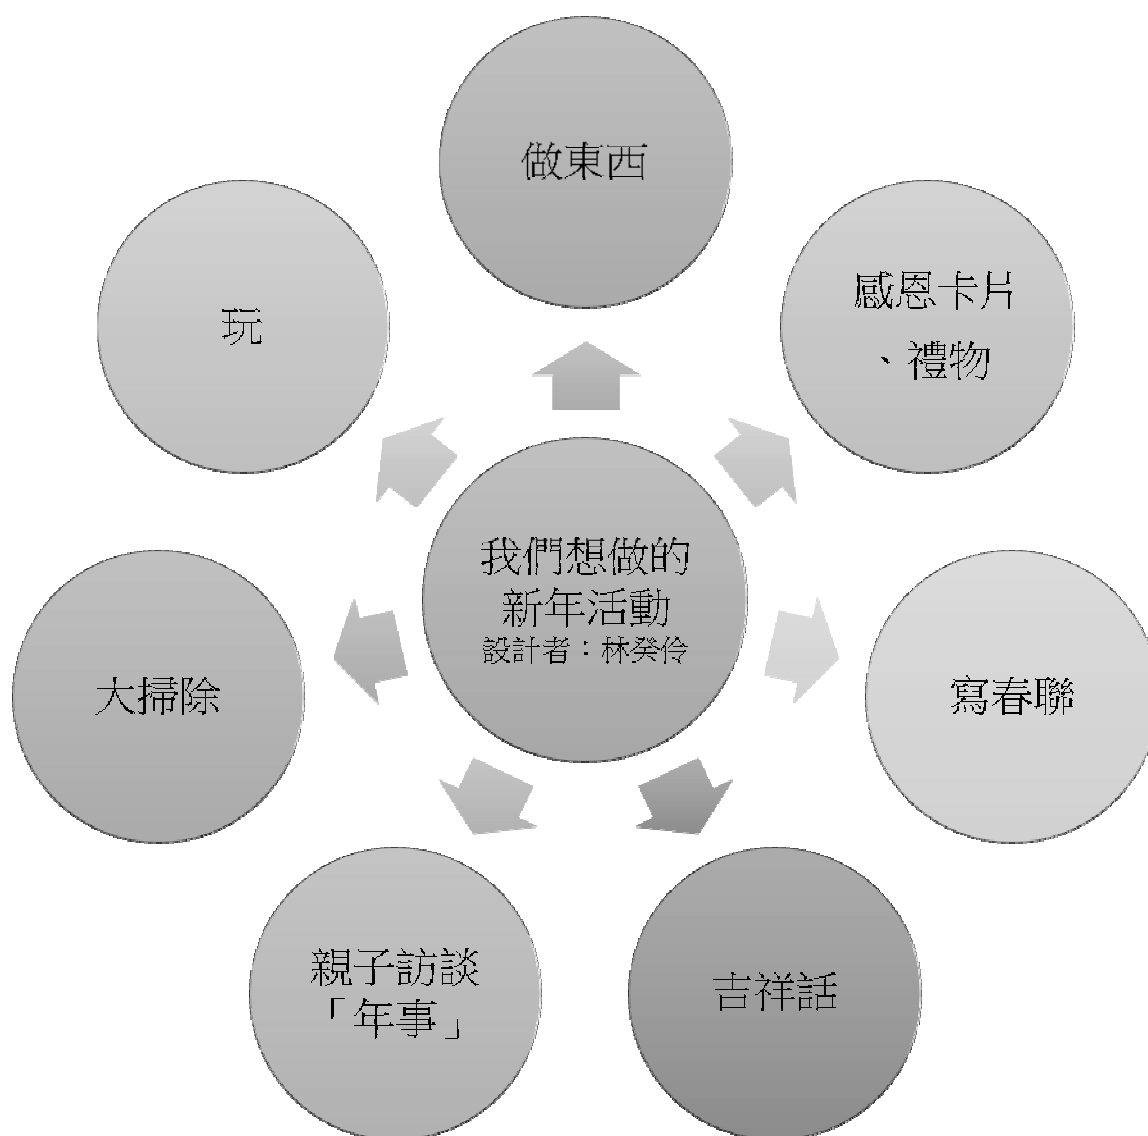 做東西
感恩卡片
、禮物
玩
我們想做的
新年活動
設計者：林癸伶
寫春聯
大掃除
吉祥話
親子訪談
「年事」